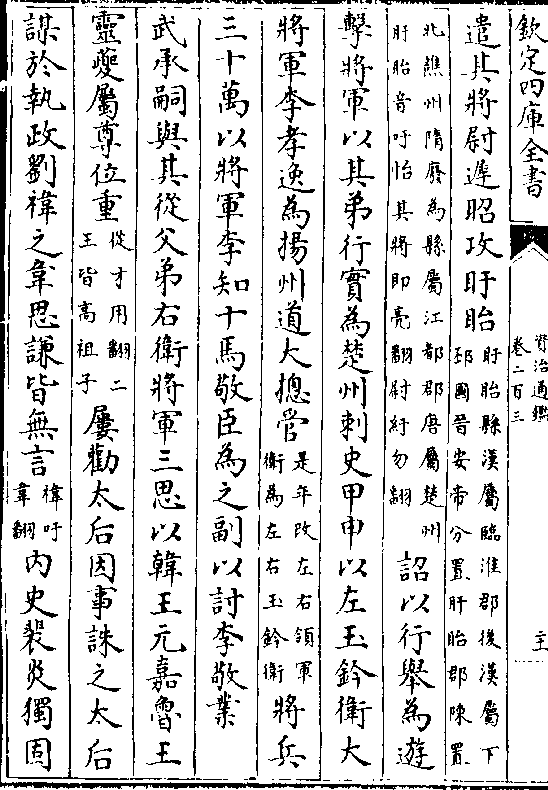 欽定四庫全書
資治通鑑
卷二百三
遣其將尉遲昭攻盱眙盱眙縣漢屬臨淮郡後漢屬下
邳國晉安帝分置盱眙郡陳置
北譙州隋廢為縣屬江都郡唐屬楚州
盱眙音吁怡其將即亮翻尉紆勿翻詔以行舉為遊
擊將軍以其弟行實為楚州刺史甲申以左玉鈐衛大
將軍李孝逸為揚州道大總管是年改左右領軍
衛為左右玉鈐衛將兵
三十萬以將軍李知十馬敬臣為之副以討李敬業
武承嗣與其從父弟右衛將軍三思以韓王元嘉魯王
靈夔屬尊位重從才用翻二
王皆高祖子屢勸太后因事誅之太后
謀於執政劉禕之韋思謙皆無言禕吁
韋翻內史裴炎獨固